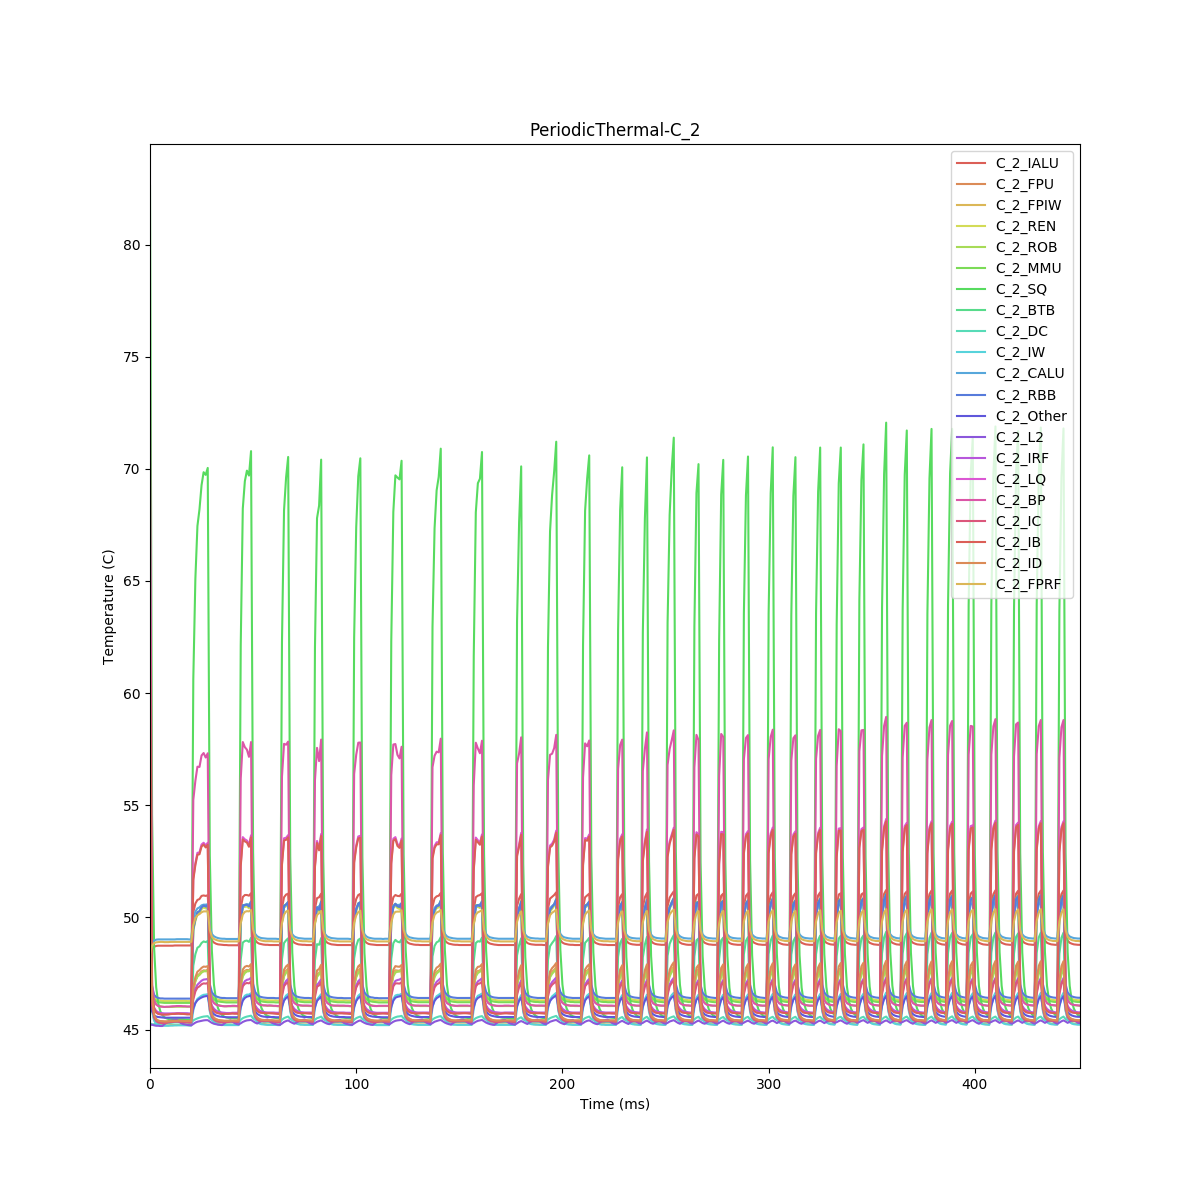 PeriodicThermal-C_2
80
75
70
65
60
55
50
45
Temperature (C)
0
100
200
300
400
Time (ms)
C_2_IALU
C_2_FPU
C_2_FPIW
C_2_REN
C_2_ROB
C_2_MMU
C_2_SQ
C_2_BTB
C_2_DC
C_2_IW
C_2_CALU
C_2_RBB
C_2_Other
C_2_L2
C_2_IRF
C_2_LQ
C_2_BP
C_2_IC
C_2_IB
C_2_ID
C_2_FPRF